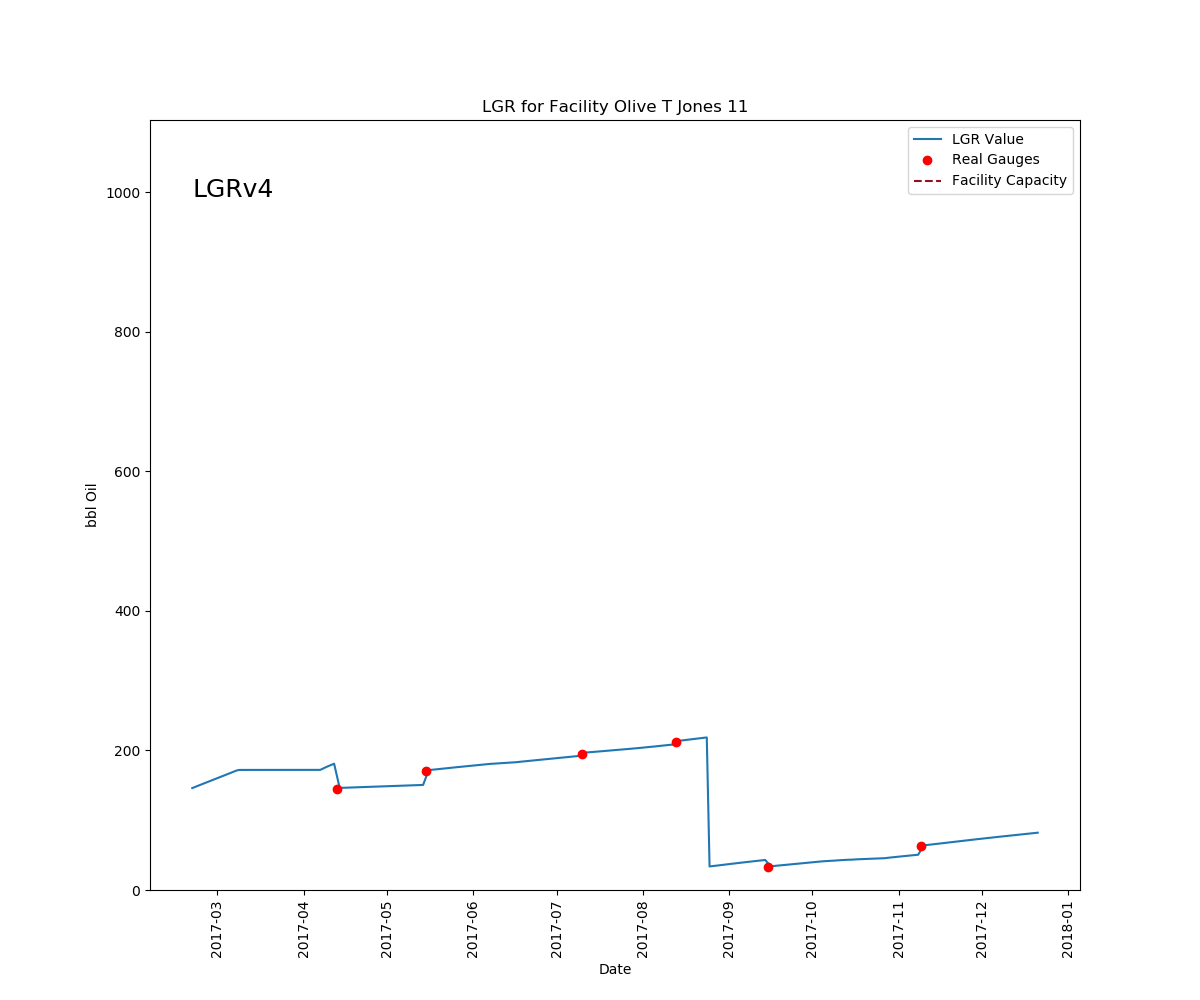 LGR for Facility Olive T Jones 11
LGR Value
Real Gauges
Facility Capacity
LGRv4
1000
800
600
400
200
0
bbl Oil
2017-03
2017-04
2017-05
2017-06
2017-07
2017-08
2017-09
2017-10
2017-11
2017-12
2018-01
Date